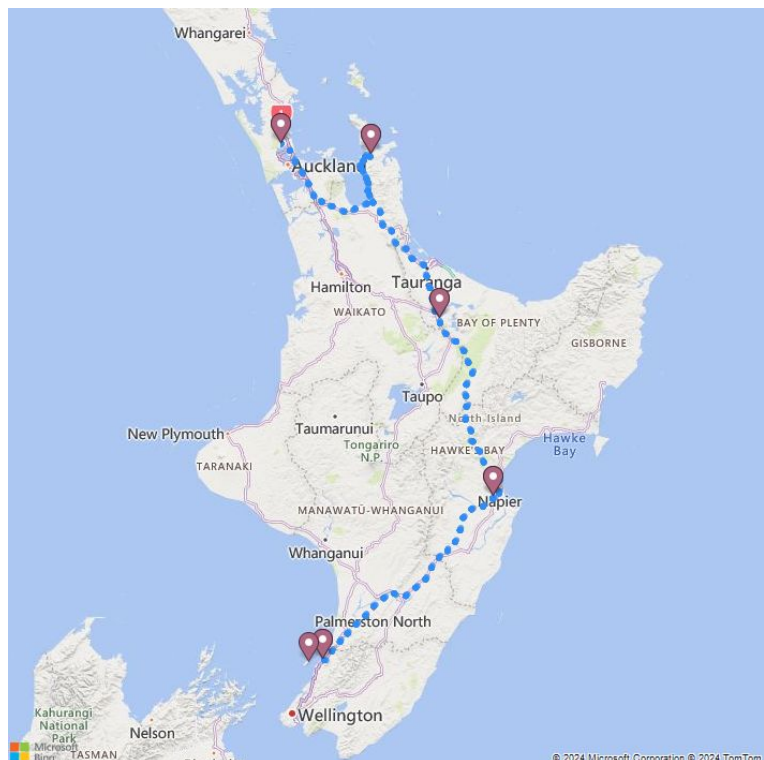 Whangarei
Auckland
Tauranga
Hamilton
WAIKATO
BAY OF PLENTY
GISBORNE
Taupo
North Island
Taumarunui
New Plymouth
Tongariro
N.P.
Hawke
Bay
HAWKE'S BAY
TARANAKI
Napier
MANAWATŪ-WHANGANUI
Whanganui
Palmerston North
Kahurangi
National
Park
Wellington
Nelson
TASMAN
Microsoft
Bing
© 2024 Microsoft Corporation © 2024 TomTom